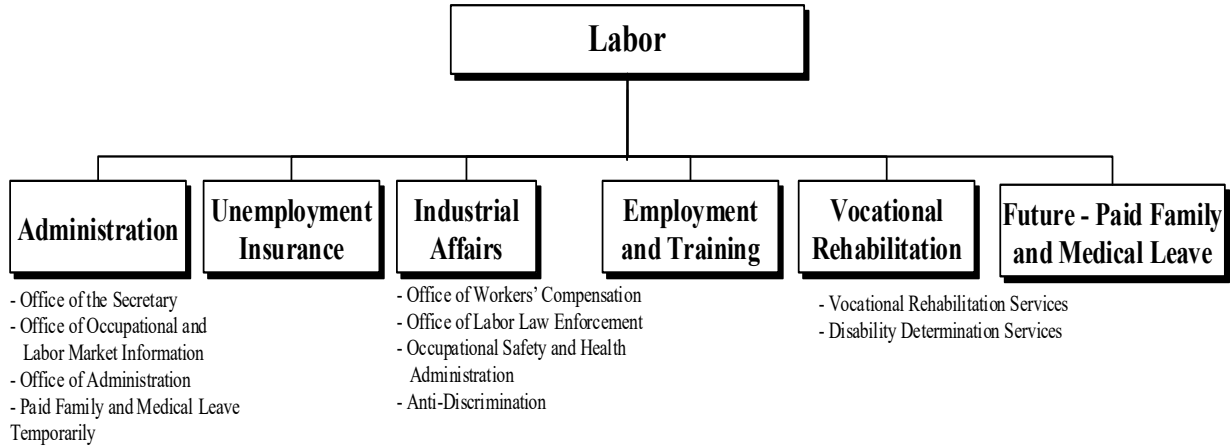 Labor
Administration
Unemployment
Insurance
Industrial
Affairs
Employment
and Training
Vocational
Rehabilitation
Future - Paid Family
and Medical Leave
- Office of the Secretary
- Office of Occupational and
Labor Market Information
- Office of Administration
- Paid Family and Medical Leave
Temporarily
- Office of Workers’ Compensation
- Office of Labor Law Enforcement
- Occupational Safety and Health
Administration
- Anti-Discrimination
- Vocational Rehabilitation Services
- Disability Determination Services